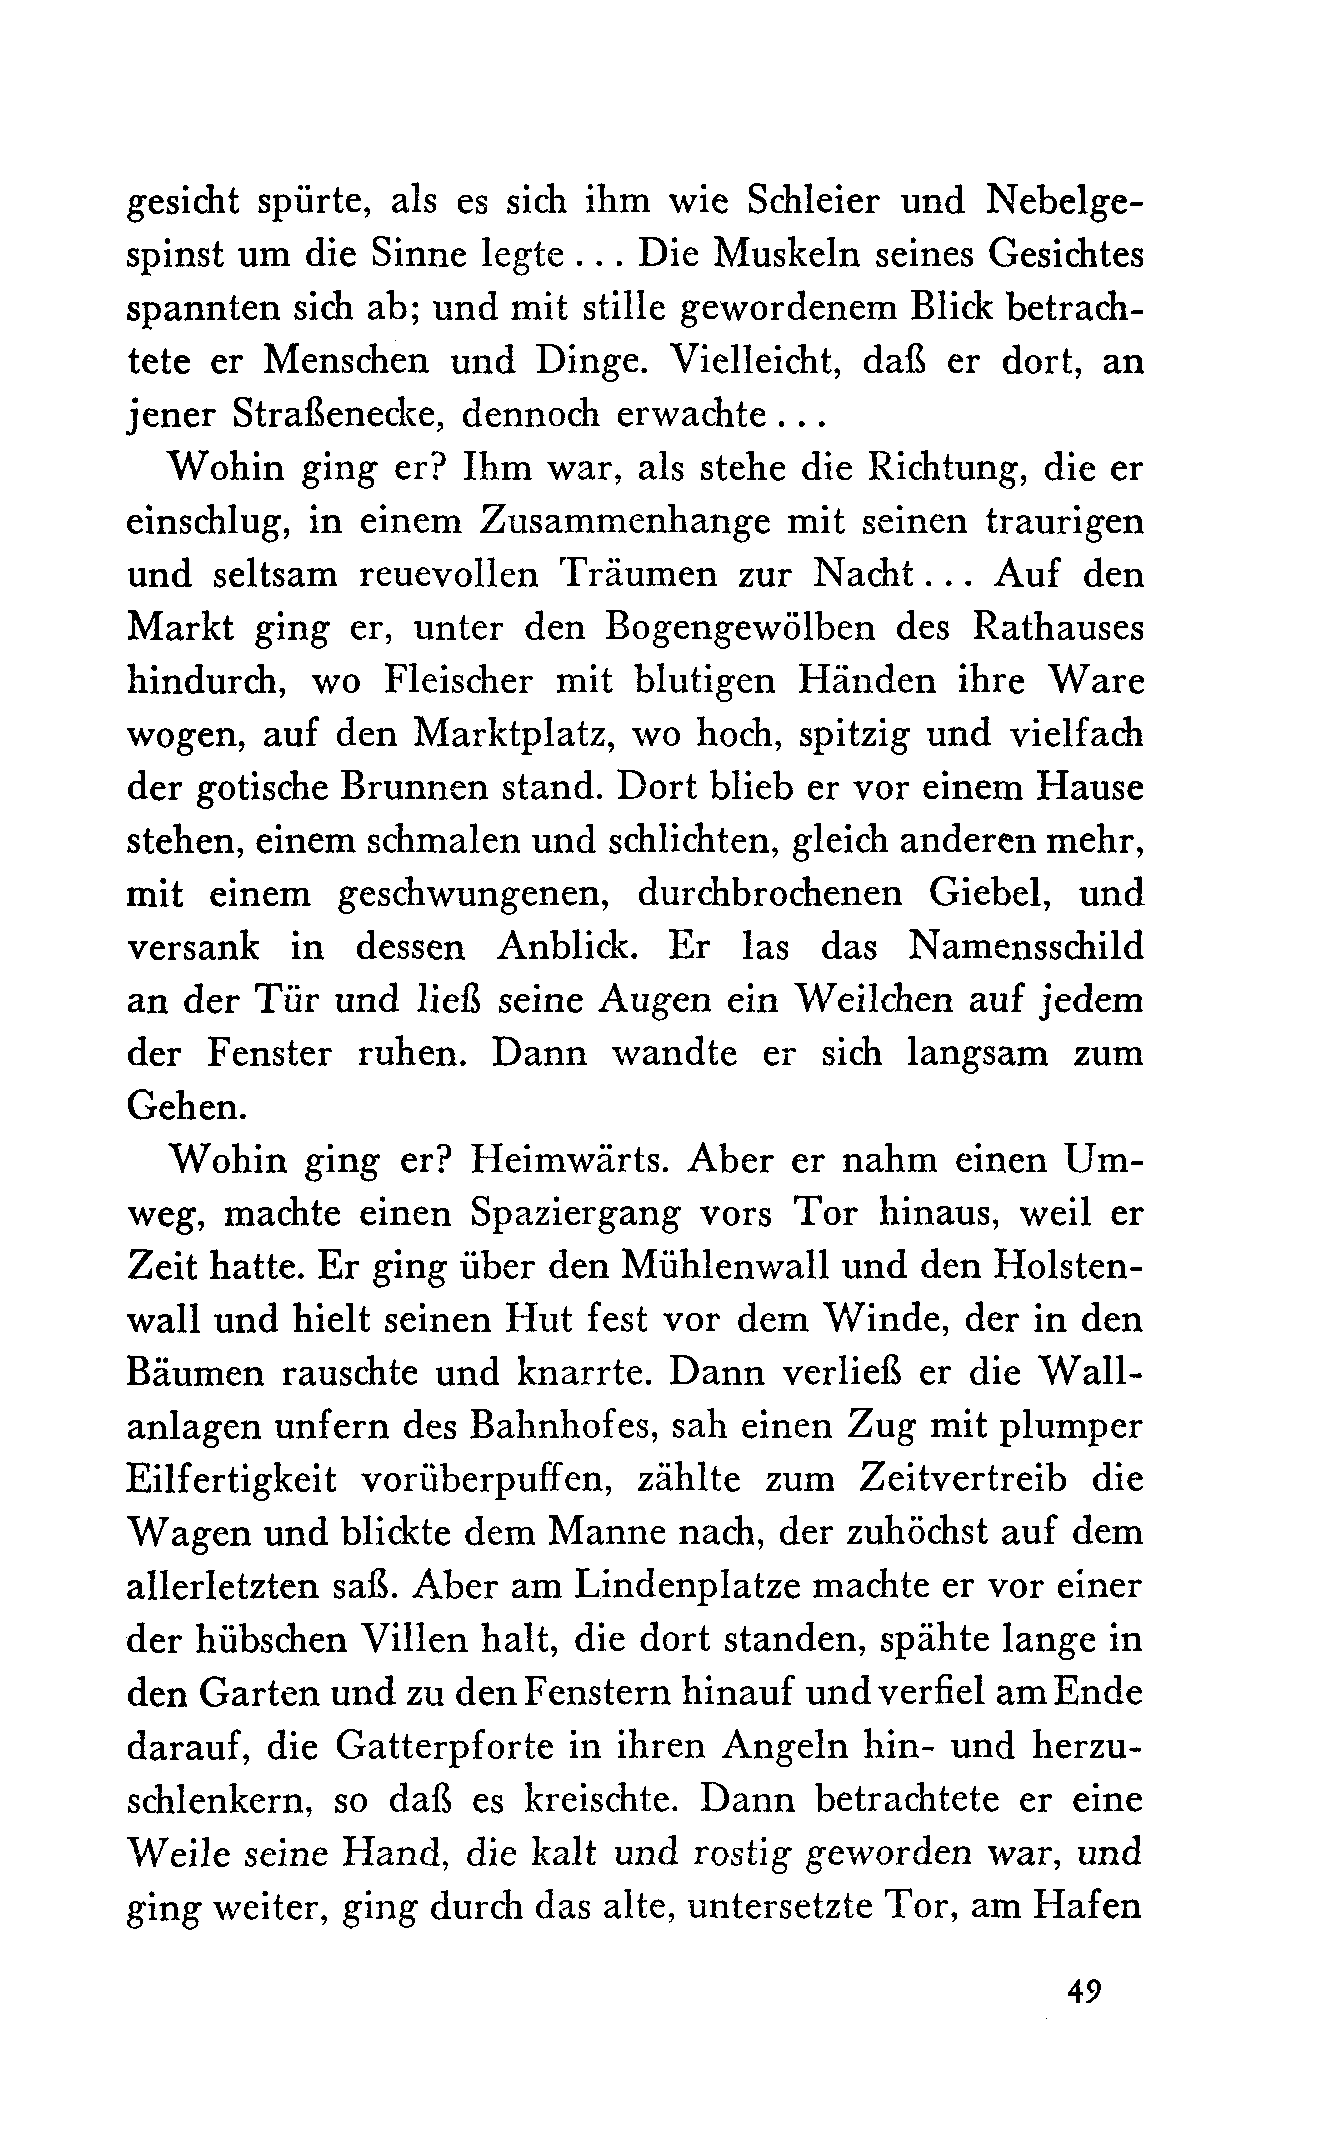 gesicht spürte, als es sich ihm wie Schleier und Nebelge-
spinst um die Sinne legte ... Die Muskeln seines Gesichtes
spannten sich ab; und mit stille gewordenem Blick betrach-
tete er Menschen und Dinge. Vielleicht, daß er dort, an
jener Straßenecke, dennoch erwachte ...
Wohin ging er? Ihm war, als stehe die Richtung, die er
einschlug, in einem Zusammenhange mit seinen traurigen
und seltsam reuevollen Träumen zur Nacht ... Auf den
Markt ging er, unter den Bogengewölben des Rathauses
hindurch, wo Fleischer mit blutigen Händen ihre Ware
wogen, auf den Marktplatz, wo hoch, spitzig und vielfach
der gotische Brunnen stand. Dort blieb er vor einem Hause
stehen, einem schmalen und schlichten, gleich anderen mehr,
mit einem geschwungenen, durchbrochenen Giebel, und
versank in dessen Anblick. Er las das Namensschild
an der Tür und ließ seine Augen ein Weilchen auf jedem
der Fenster ruhen. Dann wandte er sich langsam zum
Gehen.
Wohin ging er? Heimwärts. Aber er nahm einen Um-
weg, machte einen Spaziergang vors Tor hinaus, weil er
Zeit hatte. Er ging über den Mühlenwall und den Holsten-
wall und hielt seinen Hut fest vor dem Winde, der in den
Bäumen rauschte und knarrte. Dann verließ er die Wall-
anlagen unfern des Bahnhofes, sah einen Zug mit plumper
Eilfertigkeit vorüberpuffen, zählte zum Zeitvertreib die
Wagen und blickte dem Manne nach, der zuhöchst auf dem
allerletzten saß. Aber am Lindenplatze machte er vor einer
der hübschen Villen halt, die dort standen, spähte lange in
den Garten und zu den Fenstern hinauf und verfiel am Ende
darauf, die Gatterpforte in ihren Angeln hin- und herzu-
schlenkern, so daß es kreischte. Dann betrachtete er eine
Weile seine Hand, die kalt und rostig geworden war, und
ging weiter, ging durch das alte, untersetzte Tor, am Hafen
49